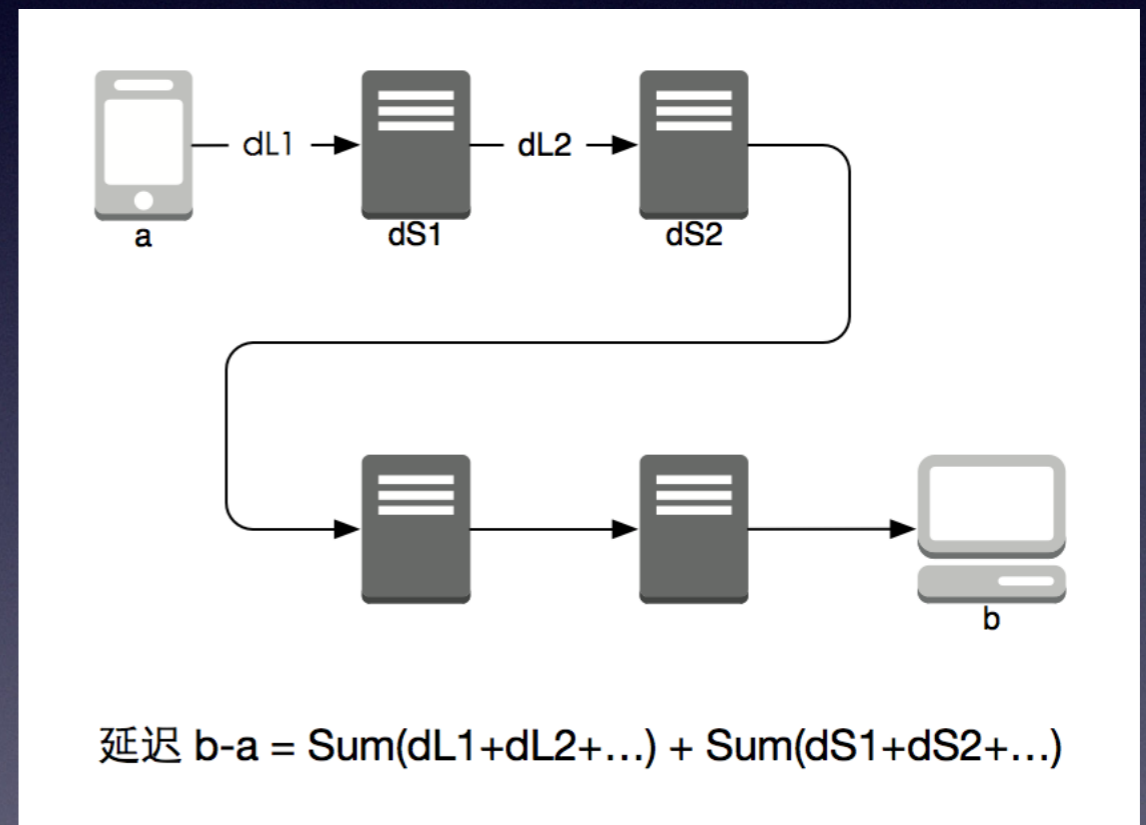 dL1
dL2
a
dS1
dS2
b
延迟 b-a = Sum(dL1+dL2+...) + Sum(dS1+dS2+...)